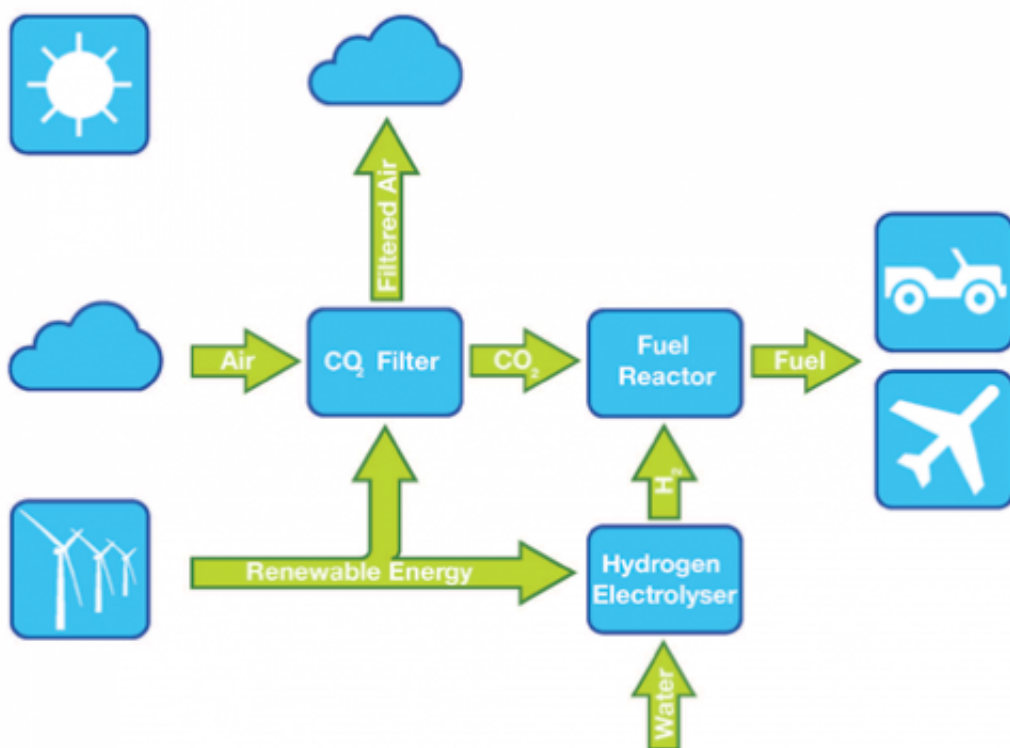 Filtered Air
Air
CO₂ Filter
CO₂
Fuel
Reactor
Fuel
H₂
Renewable Energy
Hydrogen
Electrolyser
Water